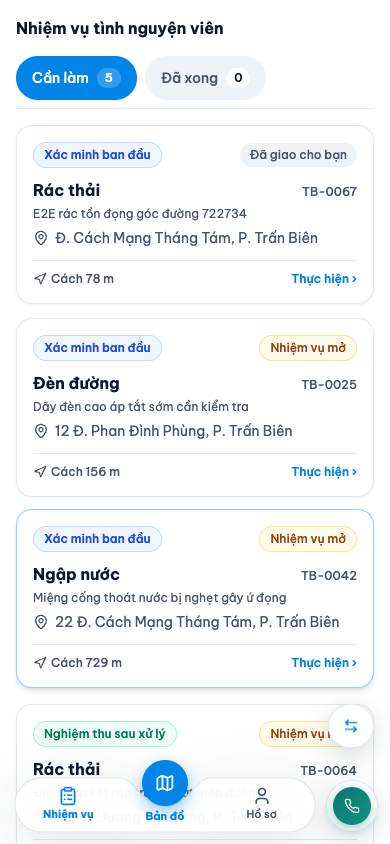 Nhiệm vụ tình nguyện viên
Cần làm 5
Đã xong 0
Xác minh ban đầu
Đã giao cho bạn
Rác thải
TB-0067
E2E rác tồn đọng góc đường 722734
Đ. Cách Mạng Tháng Tám, P. Trấn Biên
Cách 78 m
Thực hiện ›
Xác minh ban đầu
Nhiệm vụ mở
Đèn đường
TB-0025
Dãy đèn cao áp tắt sớm cần kiểm tra
12 Đ. Phan Đình Phùng, P. Trấn Biên
Cách 156 m
Thực hiện ›
Xác minh ban đầu
Nhiệm vụ mở
Ngập nước
TB-0042
Miệng cống thoát nước bị nghẹt gây ứ đọng
22 Đ. Cách Mạng Tháng Tám, P. Trấn Biên
Cách 729 m
Thực hiện ›
Nghiệm thu sau xử lý
Nhiệm vụ
Rác thải
TB-0064
Nhiệm vụ
Bản đồ
Hồ sơ